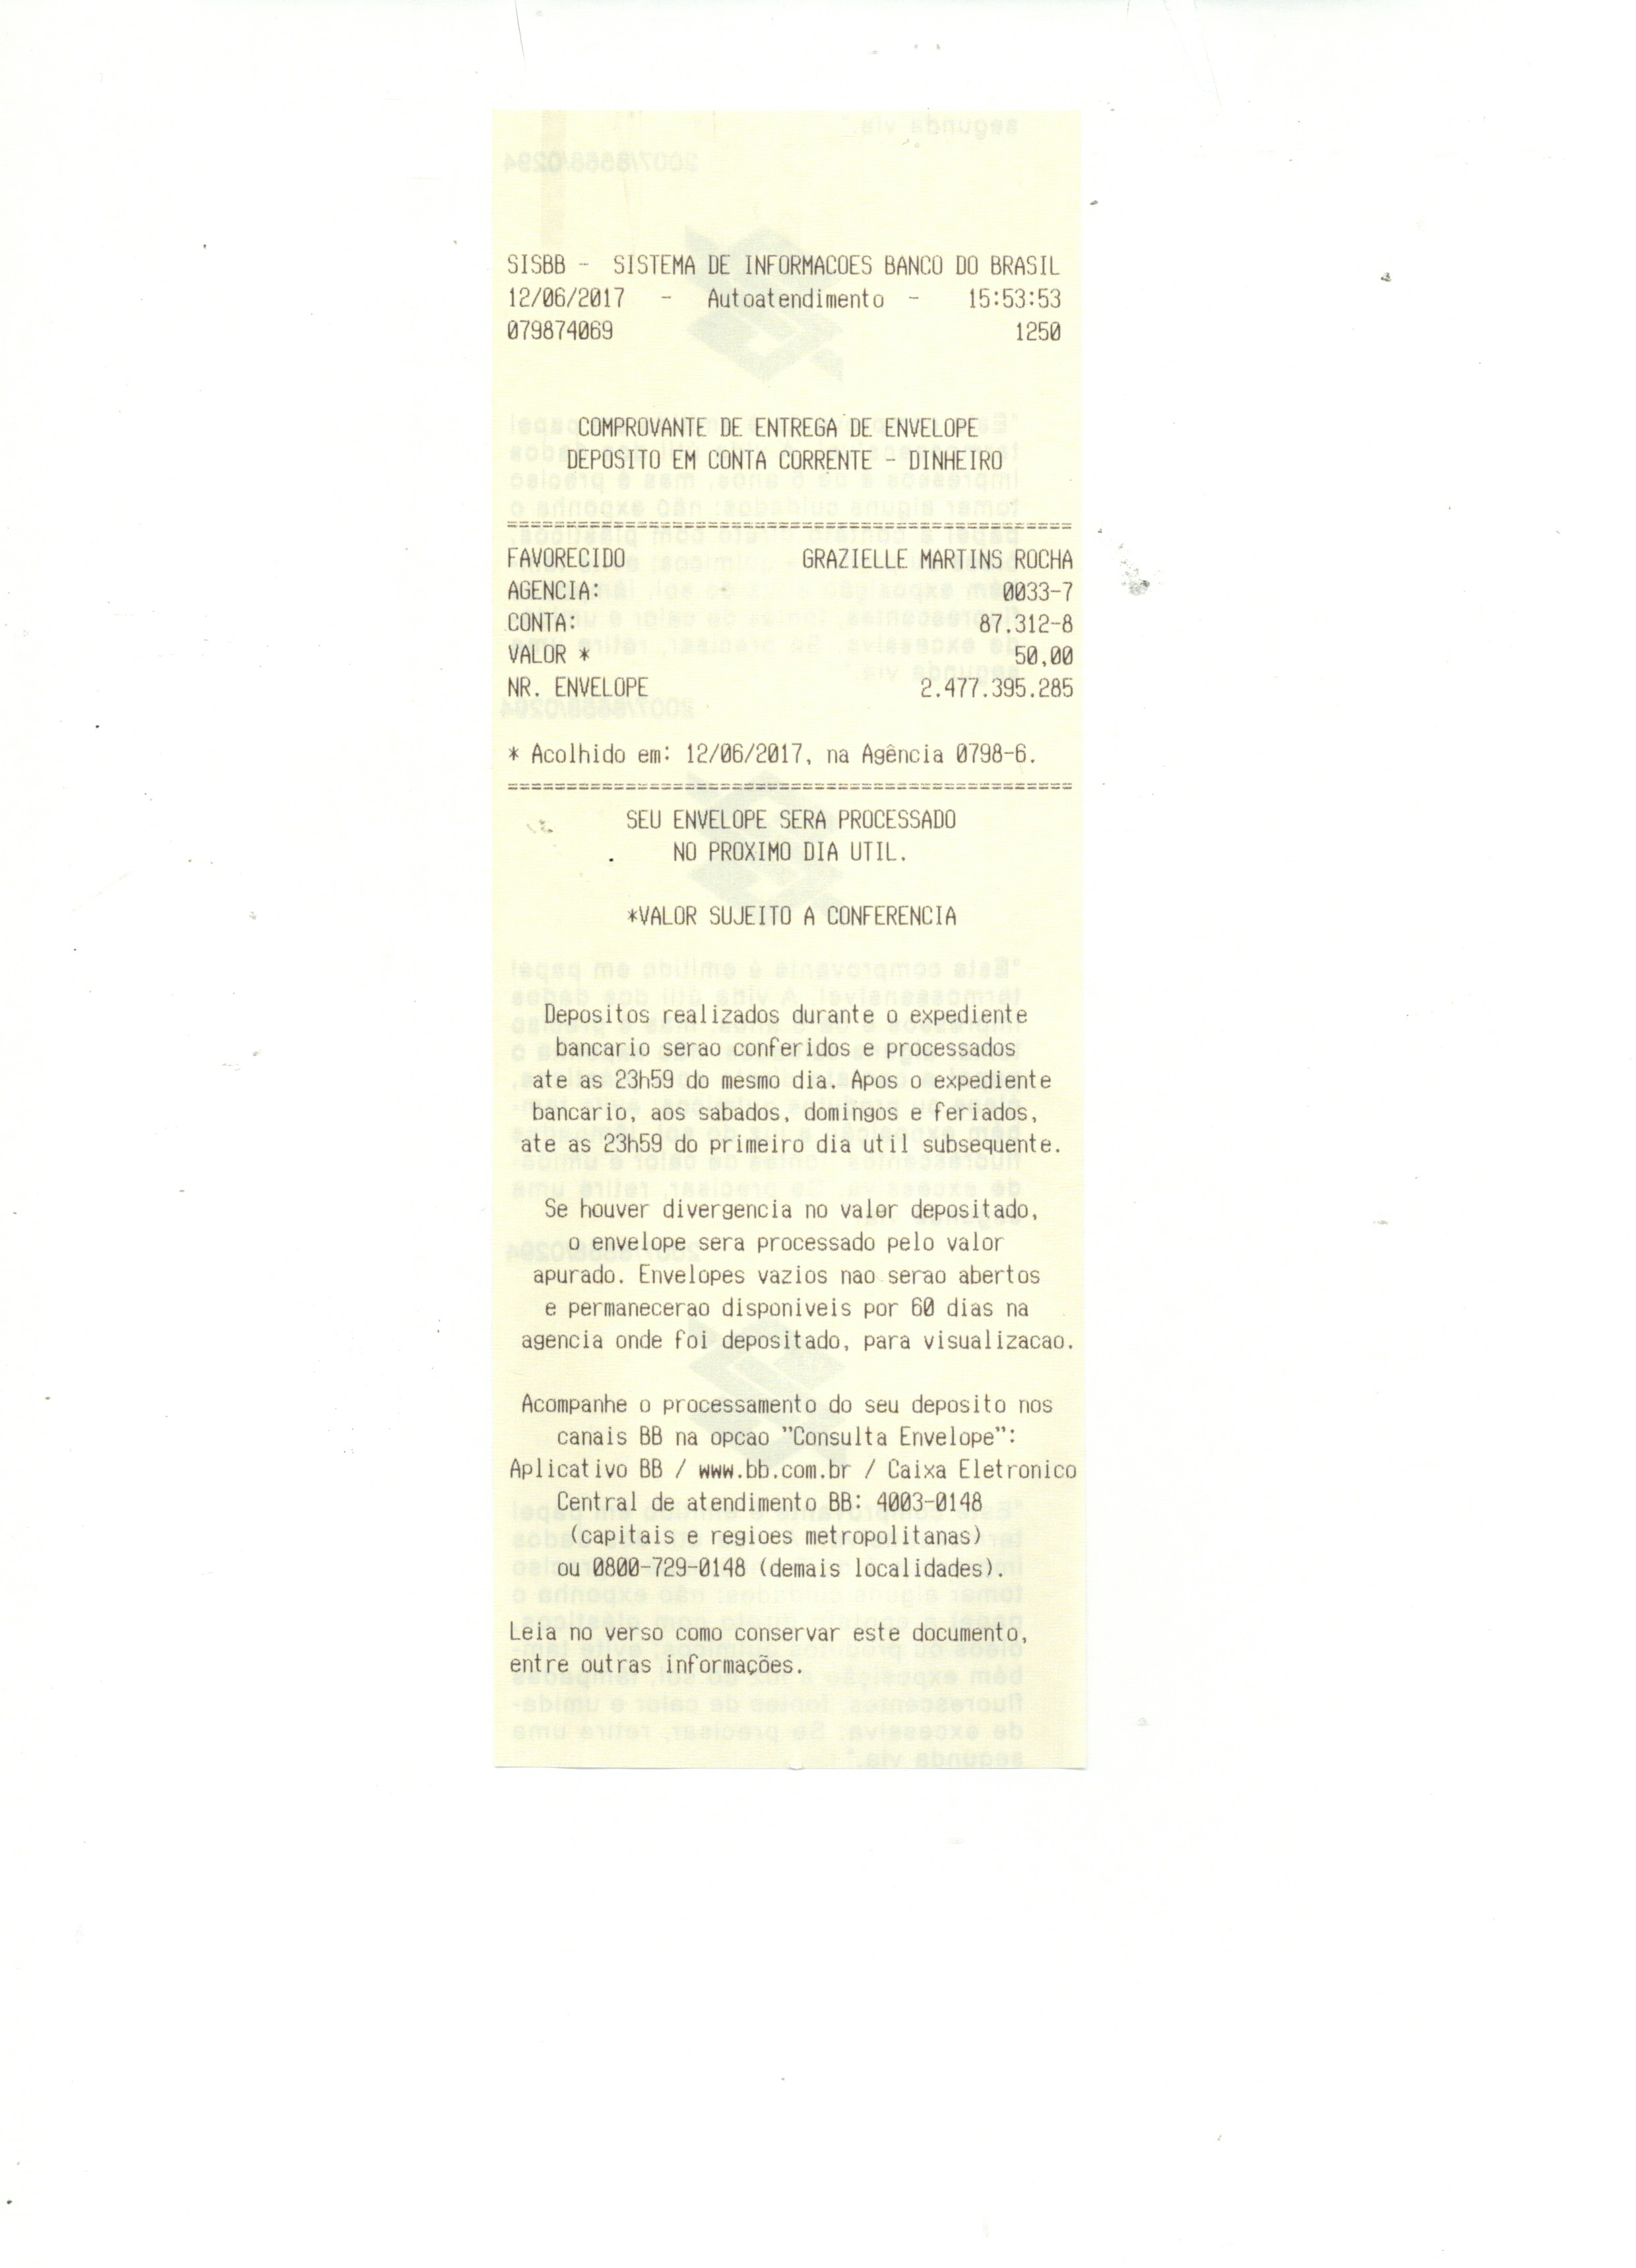 SISBB - SISTEMA DE INFORMACOES BANCO DO BRASIL
12/06/2017 - Autoatendimento - 15:53:53
079874069 1250
COMPROVANTE DE ENTREGA DE ENVELOPE
DEPOSITO EM CONTA CORRENTE - DINHEIRO
================================================
FAVORECIDO GRAZIELLE MARTINS ROCHA
AGENCIA: 0033-7
CONTA: 87.312-8
VALOR * 50,00
NR. ENVELOPE 2.477.395.285
* Acolhido em: 12/06/2017, na Agência 0798-6.
================================================
SEU ENVELOPE SERA PROCESSADO
NO PROXIMO DIA UTIL.
*VALOR SUJEITO A CONFERENCIA
Depositos realizados durante o expediente
bancario serao conferidos e processados
ate as 23h59 do mesmo dia. Apos o expediente
bancario, aos sabados, domingos e feriados,
ate as 23h59 do primeiro dia util subsequente.
Se houver divergencia no valor depositado,
o envelope sera processado pelo valor
apurado. Envelopes vazios nao serao abertos
e permanecerao disponiveis por 60 dias na
agencia onde foi depositado, para visualizacao.
Acompanhe o processamento do seu deposito nos
canais BB na opcao "Consulta Envelope":
Aplicativo BB / www.bb.com.br / Caixa Eletronico
Central de atendimento BB: 4003-0148
(capitais e regioes metropolitanas)
ou 0800-729-0148 (demais localidades).
Leia no verso como conservar este documento,
entre outras informações.